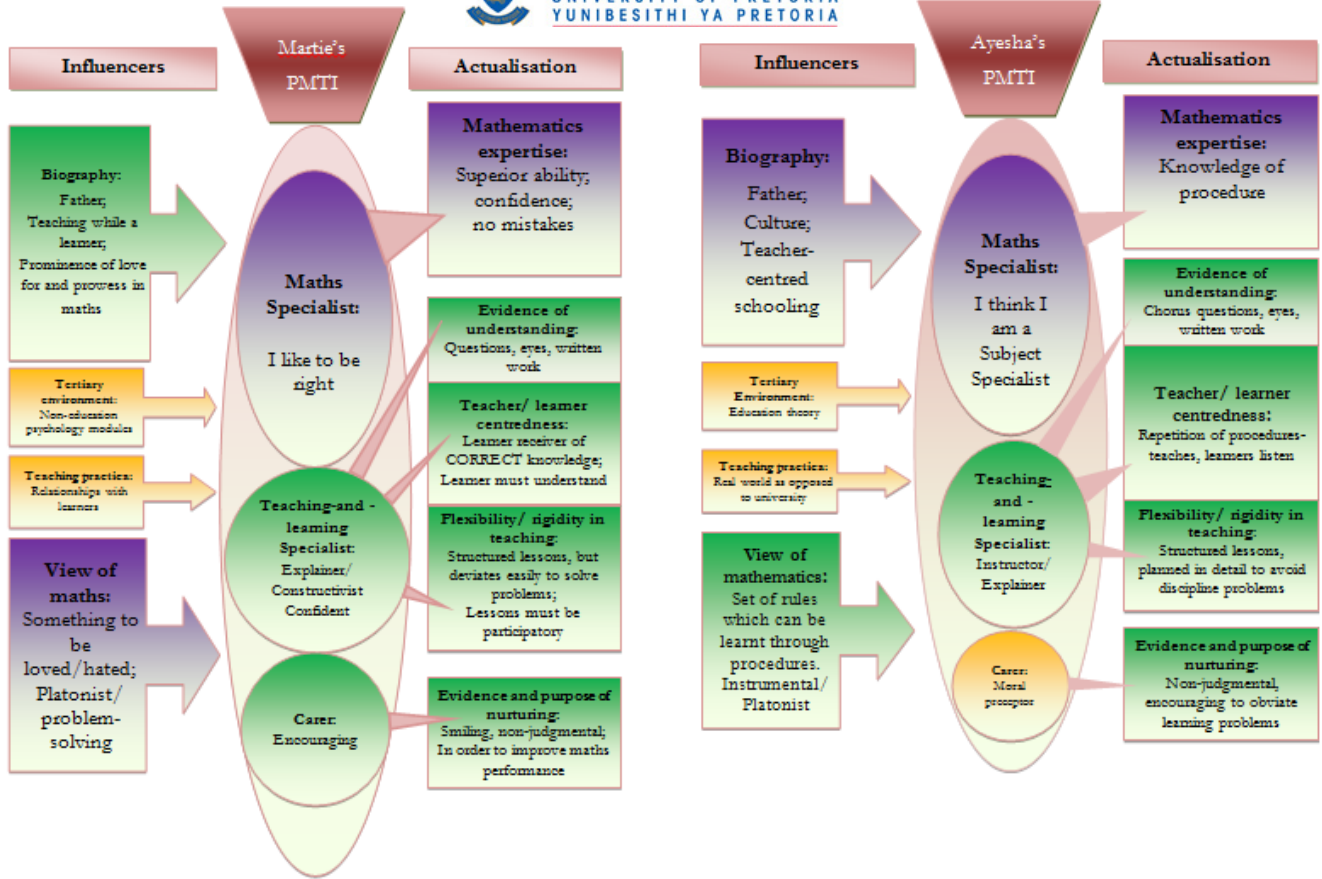 UNIVERSITY OF PRETORIA
YUNIBESITHI YA PRETORIA
Influencers
Martie's
PMTI
Actualisation
Biography:
Father;
Teaching while a
learner;
Prominence of love
for and prowess in
maths
Tertiary
environment:
Non-education
psychology modules
Teaching practice:
Relationships with
learners
View of
maths:
Something to
be
loved/hated;
Platonist/
problem-
solving
Maths
Specialist:
I like to be
right
Teaching-and -
learning
Specialist:
Explainer/
Constructivist
Confident
Carer:
Encouraging
Mathematics
expertise:
Superior ability;
confidence;
no mistakes
Evidence of
understanding:
Questions, eyes, written
work
Teacher/ learner
centredness:
Learner receiver of
CORRECT knowledge;
Learner must understand
Flexibility/ rigidity in
teaching:
Structured lessons, but
deviates easily to solve
problems;
Lessons must be
participatory
Evidence and purpose of
nurturing:
Smiling, non-judgmental;
In order to improve maths
performance
Influencers
Ayesha's
PMTI
Actualisation
Biography:
Father;
Culture;
Teacher-
centred
schooling
Tertiary
Environment:
Education theory
Teaching practice:
Real world as opposed
to university
View of
mathematics:
Set of rules
which can be
learnt through
procedures.
Instrumental/
Platonist
Maths
Specialist:
I think I
am a
Subject
Specialist
Teaching-
and -
learning
Specialist:
Instructor/
Explainer
Carer:
Moral
preceptor
Mathematics
expertise:
Knowledge of
procedure
Evidence of
understanding:
Chorus questions, eyes,
written work
Teacher/ learner
centredness:
Repetition of procedures-
teaches, learners listen
Flexibility/ rigidity in
teaching:
Structured lessons,
planned in detail to avoid
discipline problems
Evidence and purpose of
nurturing:
Non-judgmental,
encouraging to obviate
learning problems